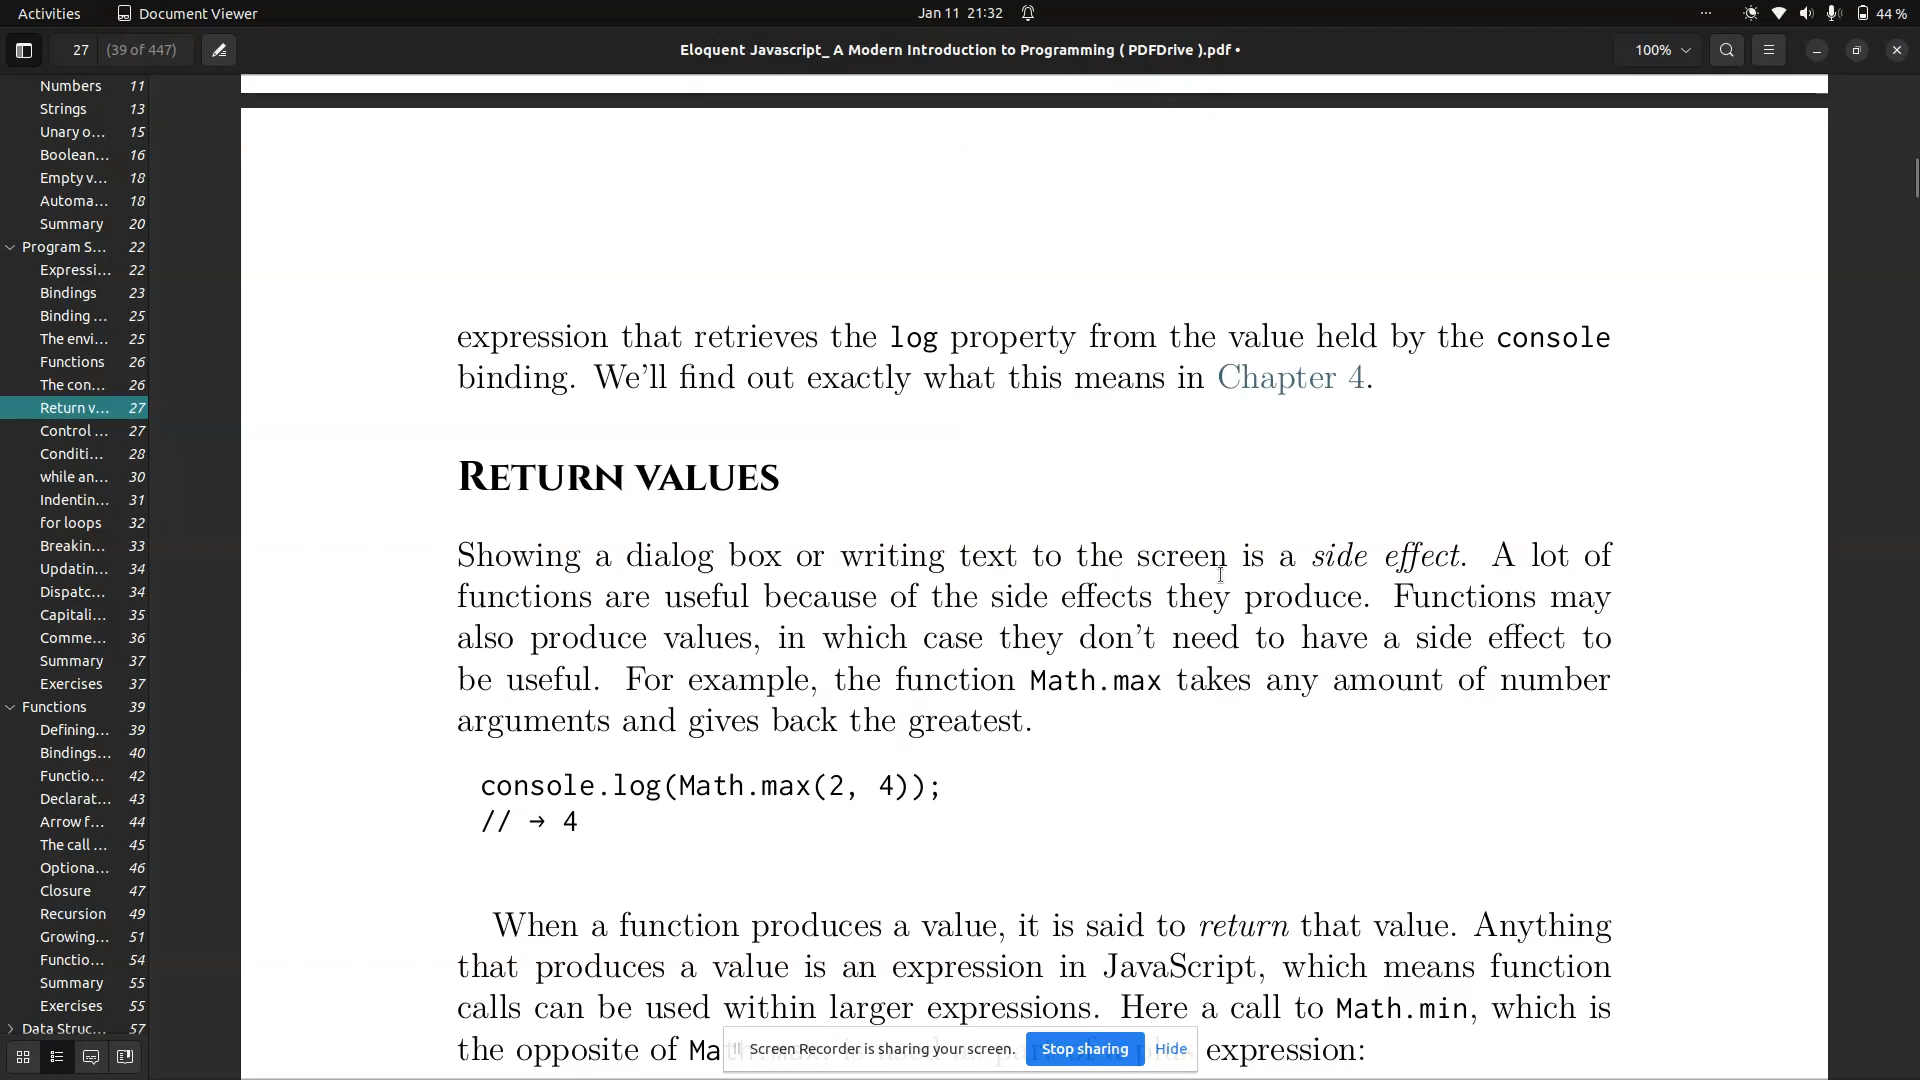 Activities Document Viewer Jan 11 21:32 44 %
27 (39 of 447) Eloquent Javascript_ A Modern Introduction to Programming ( PDFDrive ).pdf • 100%
Numbers 11
Strings 13
Unary o... 15
Boolean... 16
Empty v... 18
Automa... 18
Summary 20
Program S... 22
Expressi... 22
Bindings 23
Binding ... 25
The envi... 25
Functions 26
The con... 26
Return v... 27
Control ... 27
Conditi... 28
while an... 30
Indentin... 31
for loops 32
Breakin... 33
Updatin... 34
Dispatc... 34
Capitali... 35
Comme... 36
Summary 37
Exercises 37
Functions 39
Defining... 39
Bindings... 40
Functio... 42
Declarat... 43
Arrow f... 44
The call ... 45
Optiona... 46
Closure 47
Recursion 49
Growing... 51
Functio... 54
Summary 55
Exercises 55
Data Struc... 57
expression that retrieves the log property from the value held by the console
binding. We'll find out exactly what this means in Chapter 4.
Return values
Showing a dialog box or writing text to the screen is a side effect. A lot of
functions are useful because of the side effects they produce. Functions may
also produce values, in which case they don't need to have a side effect to
be useful. For example, the function Math.max takes any amount of number
arguments and gives back the greatest.
console.log(Math.max(2, 4));
// → 4
When a function produces a value, it is said to return that value. Anything
that produces a value is an expression in JavaScript, which means function
calls can be used within larger expressions. Here a call to Math.min, which is
the opposite of Ma expression:
Screen Recorder is sharing your screen. Stop sharing Hide